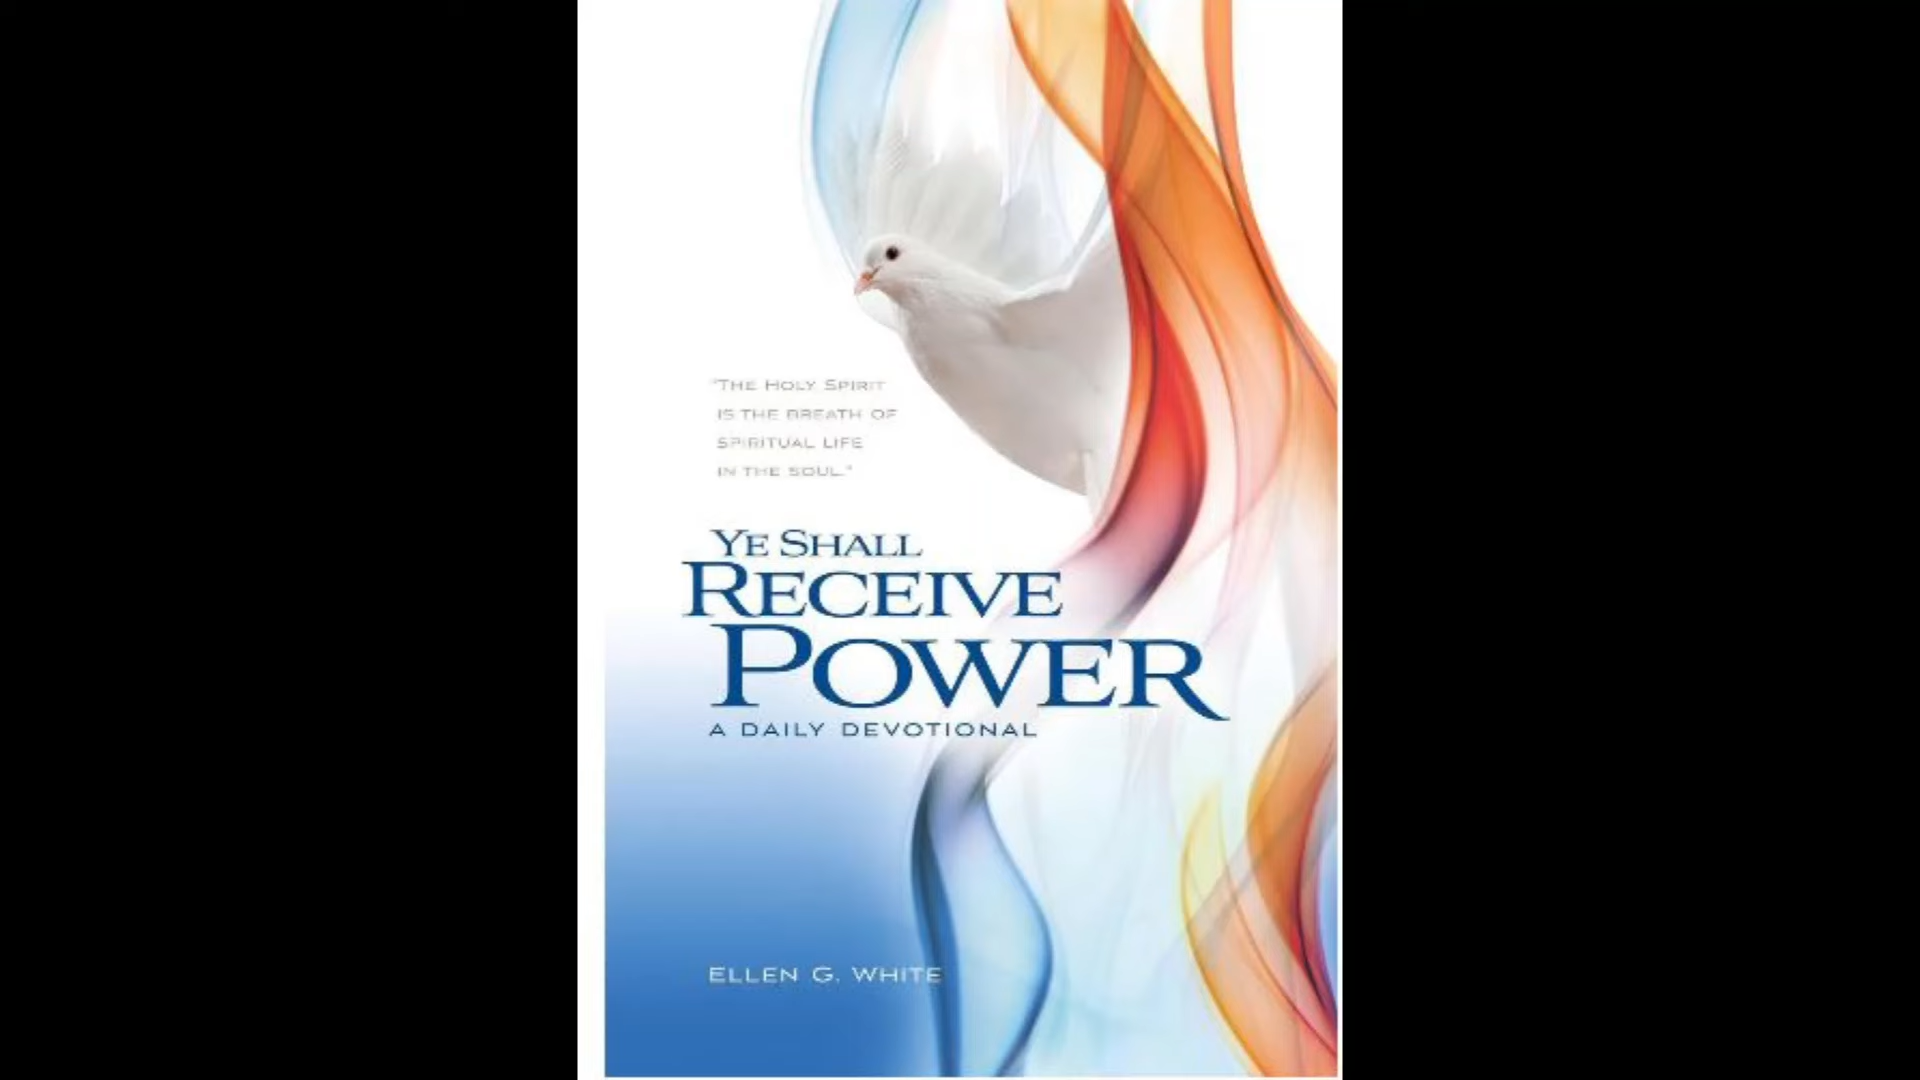 "THE HOLY SPIRIT
IS THE BREATH OF
SPIRITUAL LIFE
IN THE SOUL."
YE SHALL
RECEIVE
POWER
A DAILY DEVOTIONAL
ELLEN G. WHITE